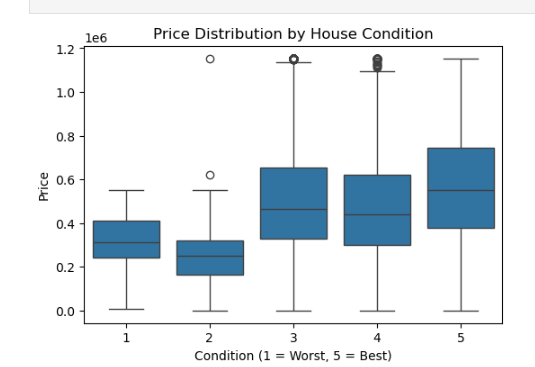 Price Distribution by House Condition
1e6
1.2
1.0
0.8
0.6
0.4
0.2
0.0
Price
1 2 3 4 5
Condition (1 = Worst, 5 = Best)